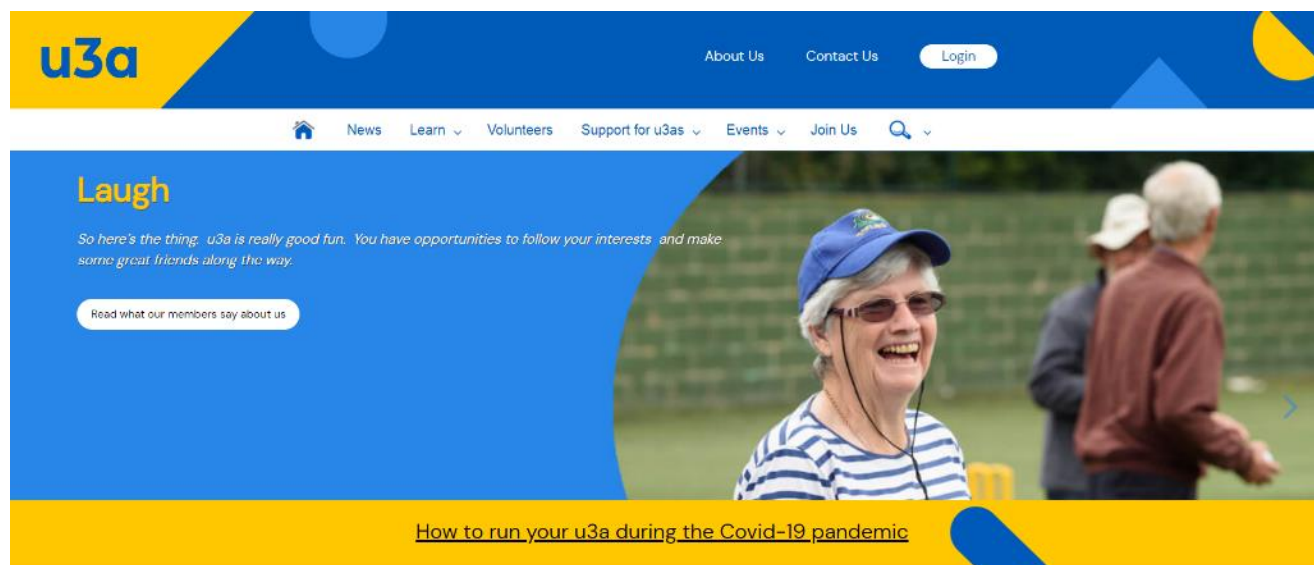 u3a
About Us Contact Us Login
News Learn Volunteers Support for u3as Events Join Us
Laugh
So here's the thing. u3a is really good fun. You have opportunities to follow your interests and make
some great friends along the way.
Read what our members say about us
How to run your u3a during the Covid-19 pandemic